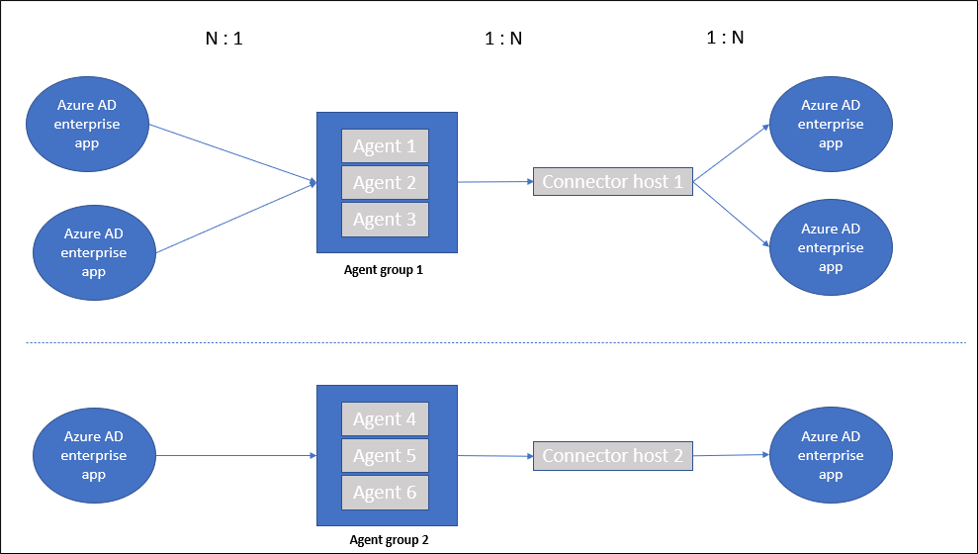 N : 1
1 : N
1 : N
Azure AD
enterprise
app
Azure AD
enterprise
app
Agent 1
Agent 2
Agent 3
Agent group 1
Connector host 1
Azure AD
enterprise
app
Azure AD
enterprise
app
Azure AD
enterprise
app
Agent 4
Agent 5
Agent 6
Agent group 2
Connector host 2
Azure AD
enterprise
app